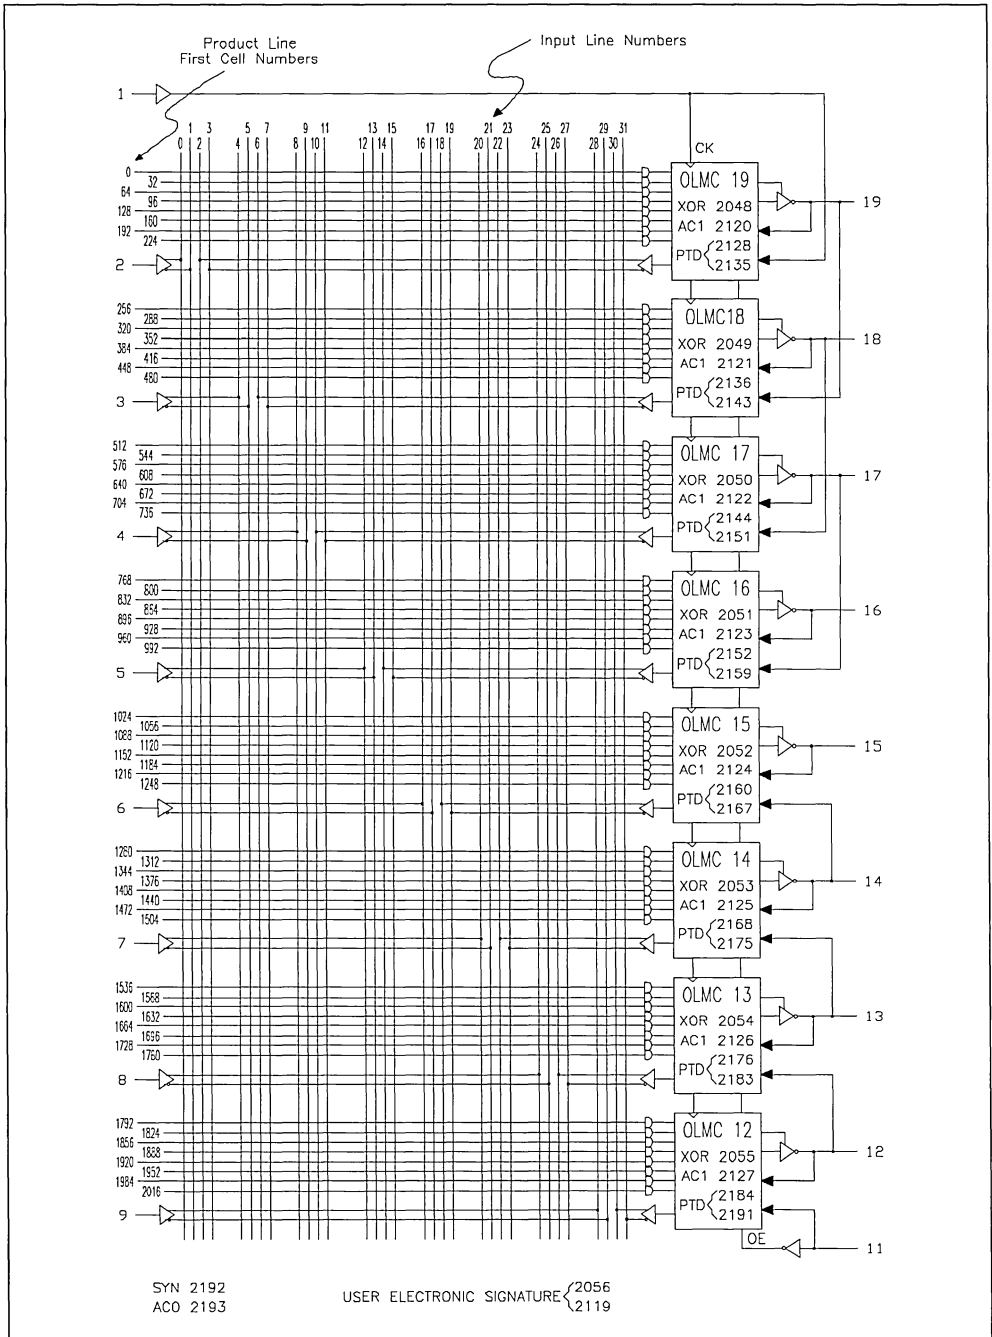 Product Line
First Cell Numbers
Input Line Numbers
1
1 3 5 7 9 11 13 15 17 19 21 23 25 27 29 31
0 2 4 6 8 10 12 14 16 18 20 22 24 26 28 30
CK
0
32
64
96
128
160
192
224
OLMC 19
XOR 2048
AC1 2120
PTD 2128
2135
19
2
256
288
320
352
384
416
448
480
OLMC18
XOR 2049
AC1 2121
PTD 2136
2143
18
3
512
544
576
608
640
672
704
736
OLMC 17
XOR 2050
AC1 2122
PTD 2144
2151
17
4
768
800
832
864
896
928
960
992
OLMC 16
XOR 2051
AC1 2123
PTD 2152
2159
16
5
1024
1056
1088
1120
1152
1184
1216
1248
OLMC 15
XOR 2052
AC1 2124
PTD 2160
2167
15
6
1280
1312
1344
1376
1408
1440
1472
1504
OLMC 14
XOR 2053
AC1 2125
PTD 2168
2175
14
7
1536
1568
1600
1632
1664
1696
1728
1760
OLMC 13
XOR 2054
AC1 2126
PTD 2176
2183
13
8
1792
1824
1856
1888
1920
1952
1984
2016
OLMC 12
XOR 2055
AC1 2127
PTD 2184
2191
12
9
OE
11
SYN 2192
AC0 2193
USER ELECTRONIC SIGNATURE 2056
2119